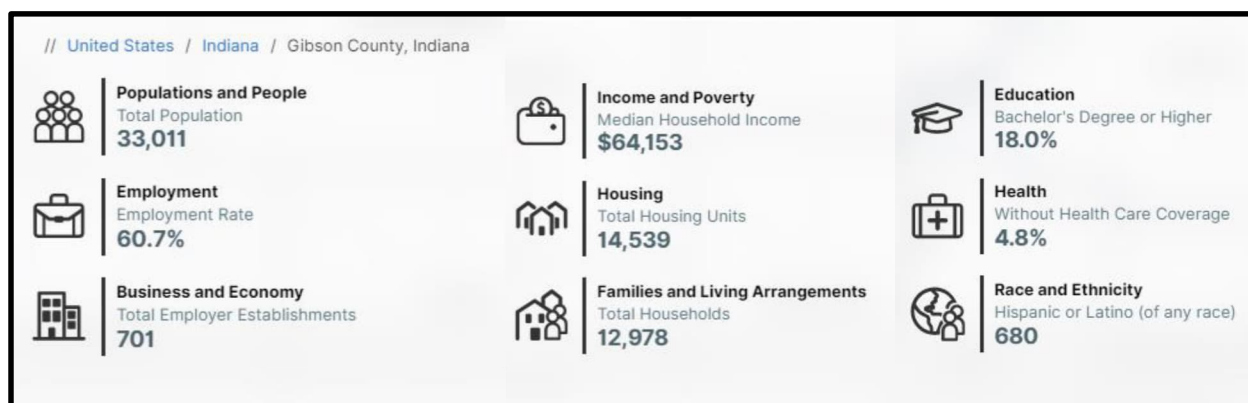 // United States / Indiana / Gibson County, Indiana
Populations and People
Total Population
33,011
Income and Poverty
Median Household Income
$64,153
Education
Bachelor's Degree or Higher
18.0%
Employment
Employment Rate
60.7%
Housing
Total Housing Units
14,539
Health
Without Health Care Coverage
4.8%
Business and Economy
Total Employer Establishments
701
Families and Living Arrangements
Total Households
12,978
Race and Ethnicity
Hispanic or Latino (of any race)
680